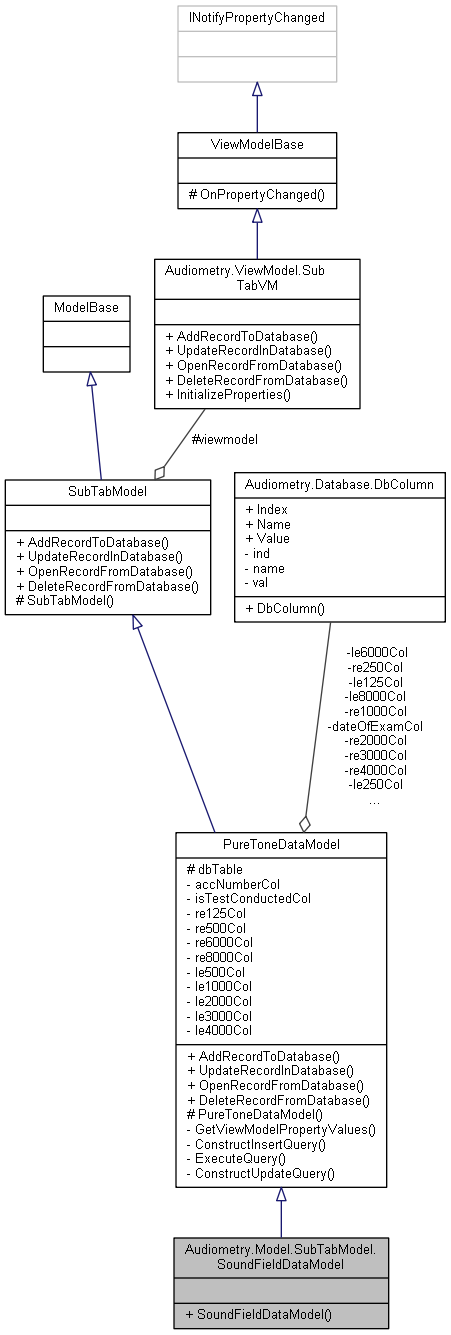 INotifyPropertyChanged
ViewModelBase
# OnPropertyChanged()
Audiometry.ViewModel.Sub
TabVM
+ AddRecordToDatabase()
+ UpdateRecordInDatabase()
+ OpenRecordFromDatabase()
+ DeleteRecordFromDatabase()
+ InitializeProperties()
ModelBase
#viewmodel
SubTabModel
+ AddRecordToDatabase()
+ UpdateRecordInDatabase()
+ OpenRecordFromDatabase()
+ DeleteRecordFromDatabase()
# SubTabModel()
Audiometry.Database.DbColumn
+ Index
+ Name
+ Value
- ind
- name
- val
+ DbColumn()
-le6000Col
-re250Col
-le125Col
-le8000Col
-re1000Col
-dateOfExamCol
-re2000Col
-re3000Col
-re4000Col
-le250Col
...
PureToneDataModel
# dbTable
- accNumberCol
- isTestConductedCol
- re125Col
- re500Col
- re6000Col
- re8000Col
- le500Col
- le1000Col
- le2000Col
- le3000Col
- le4000Col
+ AddRecordToDatabase()
+ UpdateRecordInDatabase()
+ OpenRecordFromDatabase()
+ DeleteRecordFromDatabase()
# PureToneDataModel()
- GetViewModelPropertyValues()
- ConstructInsertQuery()
- ExecuteQuery()
- ConstructUpdateQuery()
Audiometry.Model.SubTabModel.
SoundFieldDataModel
+ SoundFieldDataModel()